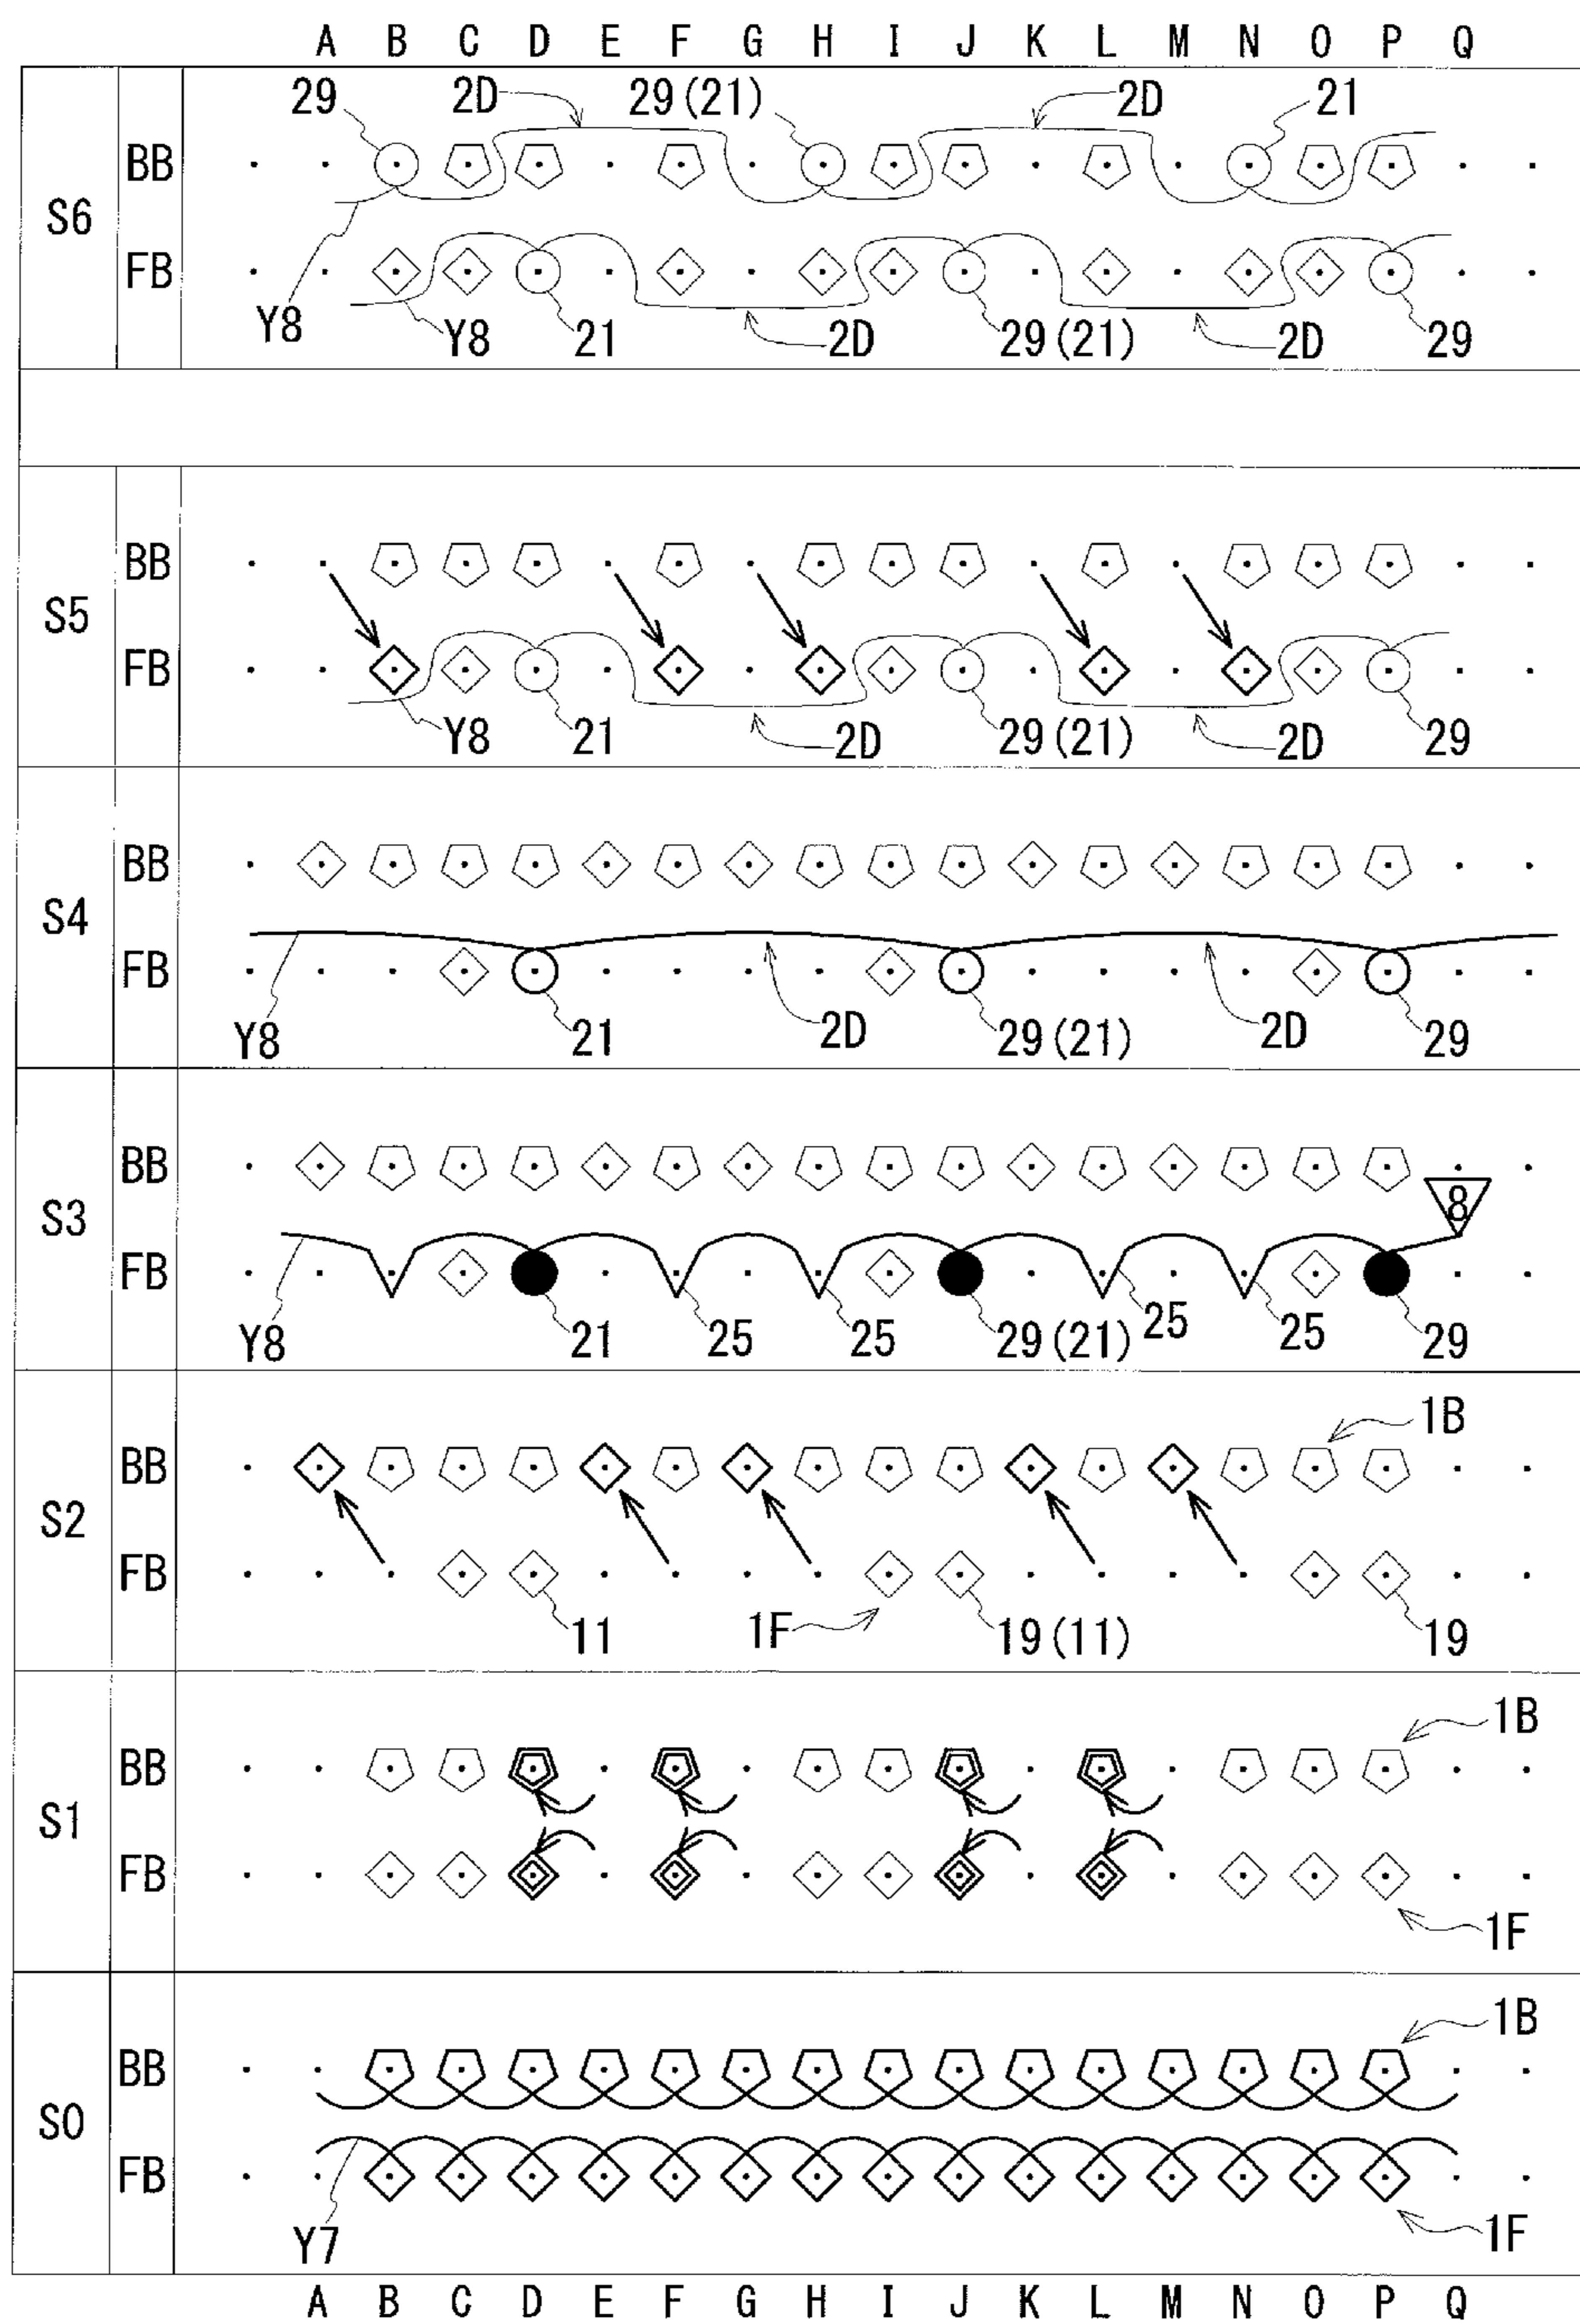 A B C D E F G H I J K L M N O P Q
29 2D 29(21) 2D 21
BB
S6
FB
Y8 Y8 21 2D 29(21) 2D 29
BB
S5
FB
Y8 21 2D 29(21) 2D 29
BB
S4
FB
Y8 21 2D 29(21) 2D 29
BB
8
S3
FB
Y8 21 25 25 29(21) 25 25 29
1B
BB
S2
FB
11 1F 19(11) 19
1B
BB
S1
FB
1F
1B
BB
S0
FB
Y7 1F
A B C D E F G H I J K L M N O P Q